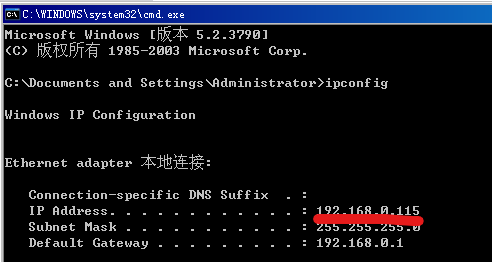 C:\WINDOWS\system32\cmd.exe
Microsoft Windows [版本 5.2.3790]
(C) 版权所有 1985-2003 Microsoft Corp.
C:\Documents and Settings\Administrator>ipconfig
Windows IP Configuration
Ethernet adapter 本地连接:
Connection-specific DNS Suffix  . :
IP Address. . . . . . . . . . . . : 192.168.0.115
Subnet Mask . . . . . . . . . . . : 255.255.255.0
Default Gateway . . . . . . . . . : 192.168.0.1